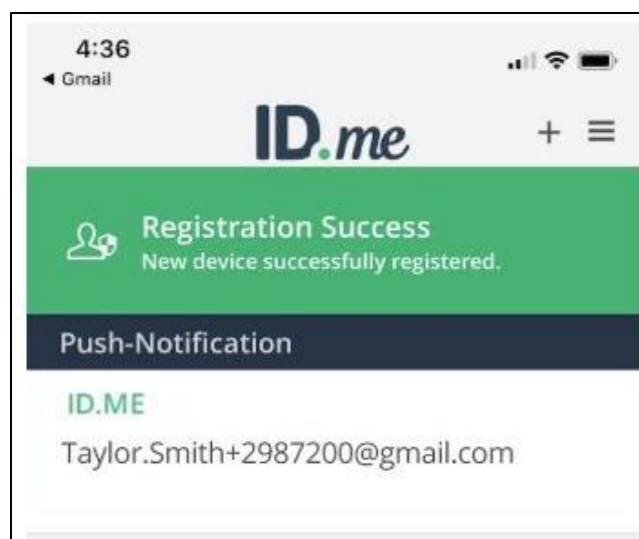 4:36
◀ Gmail
ID.me
+ ≡
Registration Success
New device successfully registered.
Push-Notification
ID.ME
Taylor.Smith+2987200@gmail.com